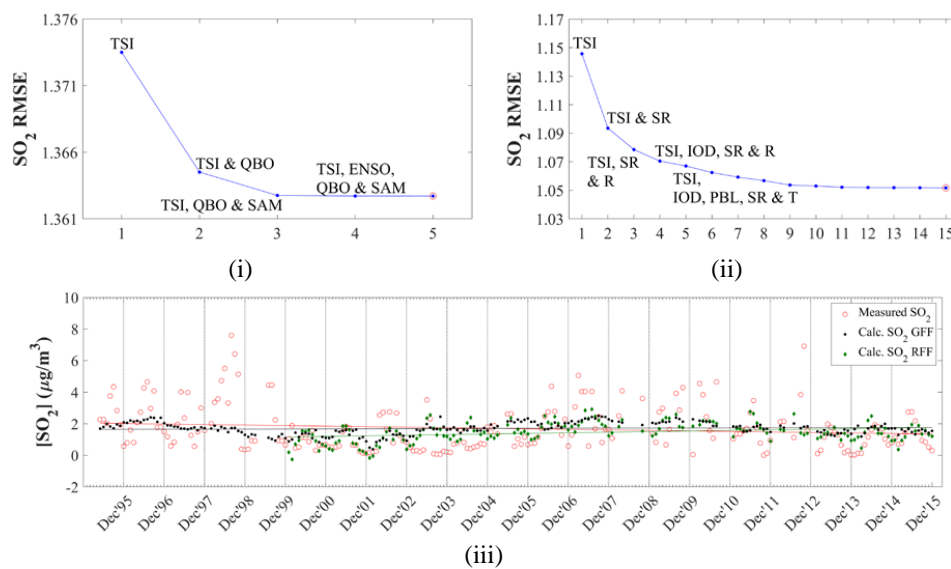 1.376
1.371
1.366
1.361
SO2 RMSE
TSI
TSI & QBO
TSI, QBO & SAM
TSI, ENSO,
QBO & SAM
1 2 3 4 5
(i)
1.17
1.15
1.13
1.11
1.09
1.07
1.05
1.03
SO2 RMSE
TSI
TSI & SR
TSI, SR
& R
TSI, IOD, SR & R
TSI,
IOD, PBL, SR & T
1 2 3 4 5 6 7 8 9 10 11 12 13 14 15
(ii)
10
8
6
4
2
0
-2
[SO2] (μg/m³)
Measured SO2
Calc. SO2 GFF
Calc. SO2 RFF
Dec'95 Dec'96 Dec'97 Dec'98 Dec'99 Dec'00 Dec'01 Dec'02 Dec'03 Dec'04 Dec'05 Dec'06 Dec'07 Dec'08 Dec'09 Dec'10 Dec'11 Dec'12 Dec'13 Dec'14 Dec'15
(iii)